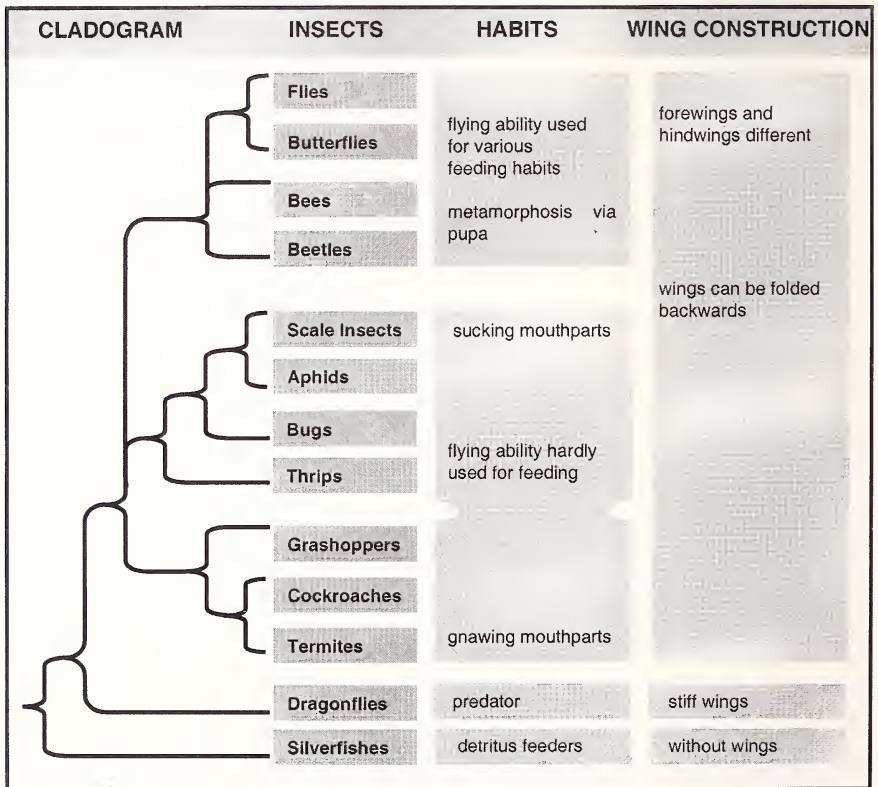 CLADOGRAM INSECTS HABITS WING CONSTRUCTION
Flies
Butterflies
Bees
Beetles
Scale Insects
Aphids
Bugs
Thrips
Grashoppers
Cockroaches
Termites
Dragonflies
Silverfishes
flying ability used
for various
feeding habits
metamorphosis via
pupa
sucking mouthparts
flying ability hardly
used for feeding
gnawing mouthparts
predator
detritus feeders
forewings and
hindwings different
wings can be folded
backwards
stiff wings
without wings